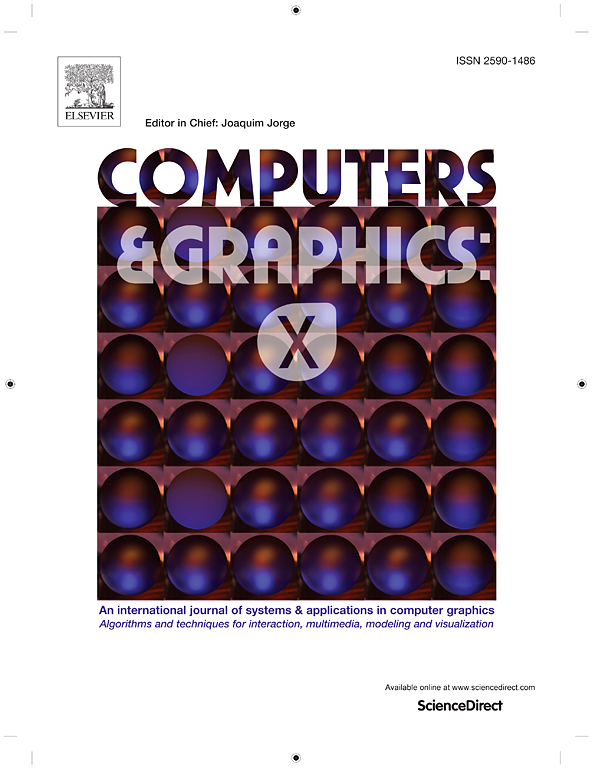 ISSN 2590-1486
ELSEVIER
Editor in Chief: Joaquim Jorge
COMPUTERS
&GRAPHICS:
X
An international journal of systems & applications in computer graphics
Algorithms and techniques for interaction, multimedia, modeling and visualization
Available online at www.sciencedirect.com
ScienceDirect